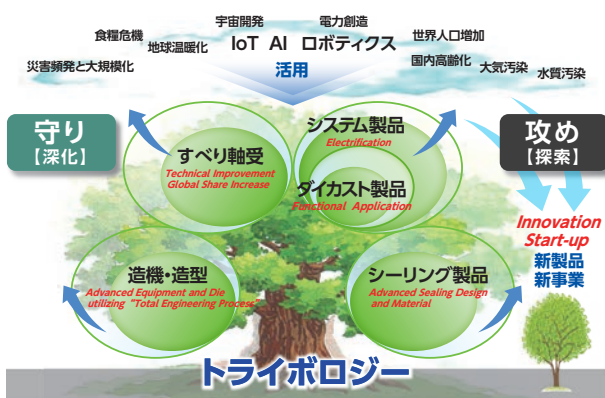 宇宙開発
電力創造
食糧危機
地球温暖化
IoT AI ロボティクス
世界人口増加
国内高齢化
災害頻発と大規模化
活用
大気汚染
水質汚染
守り
【深化】
すべり軸受
Technical Improvement
Global Share Increase
システム製品
Electrification
ダイカスト製品
Functional Application
攻め
【探索】
Innovation
Start-up
新製品
新事業
造機・造型
Advanced Equipment and Die
utilizing “Total Engineering Process”
シーリング製品
Advanced Sealing Design
and Material
トライボロジー